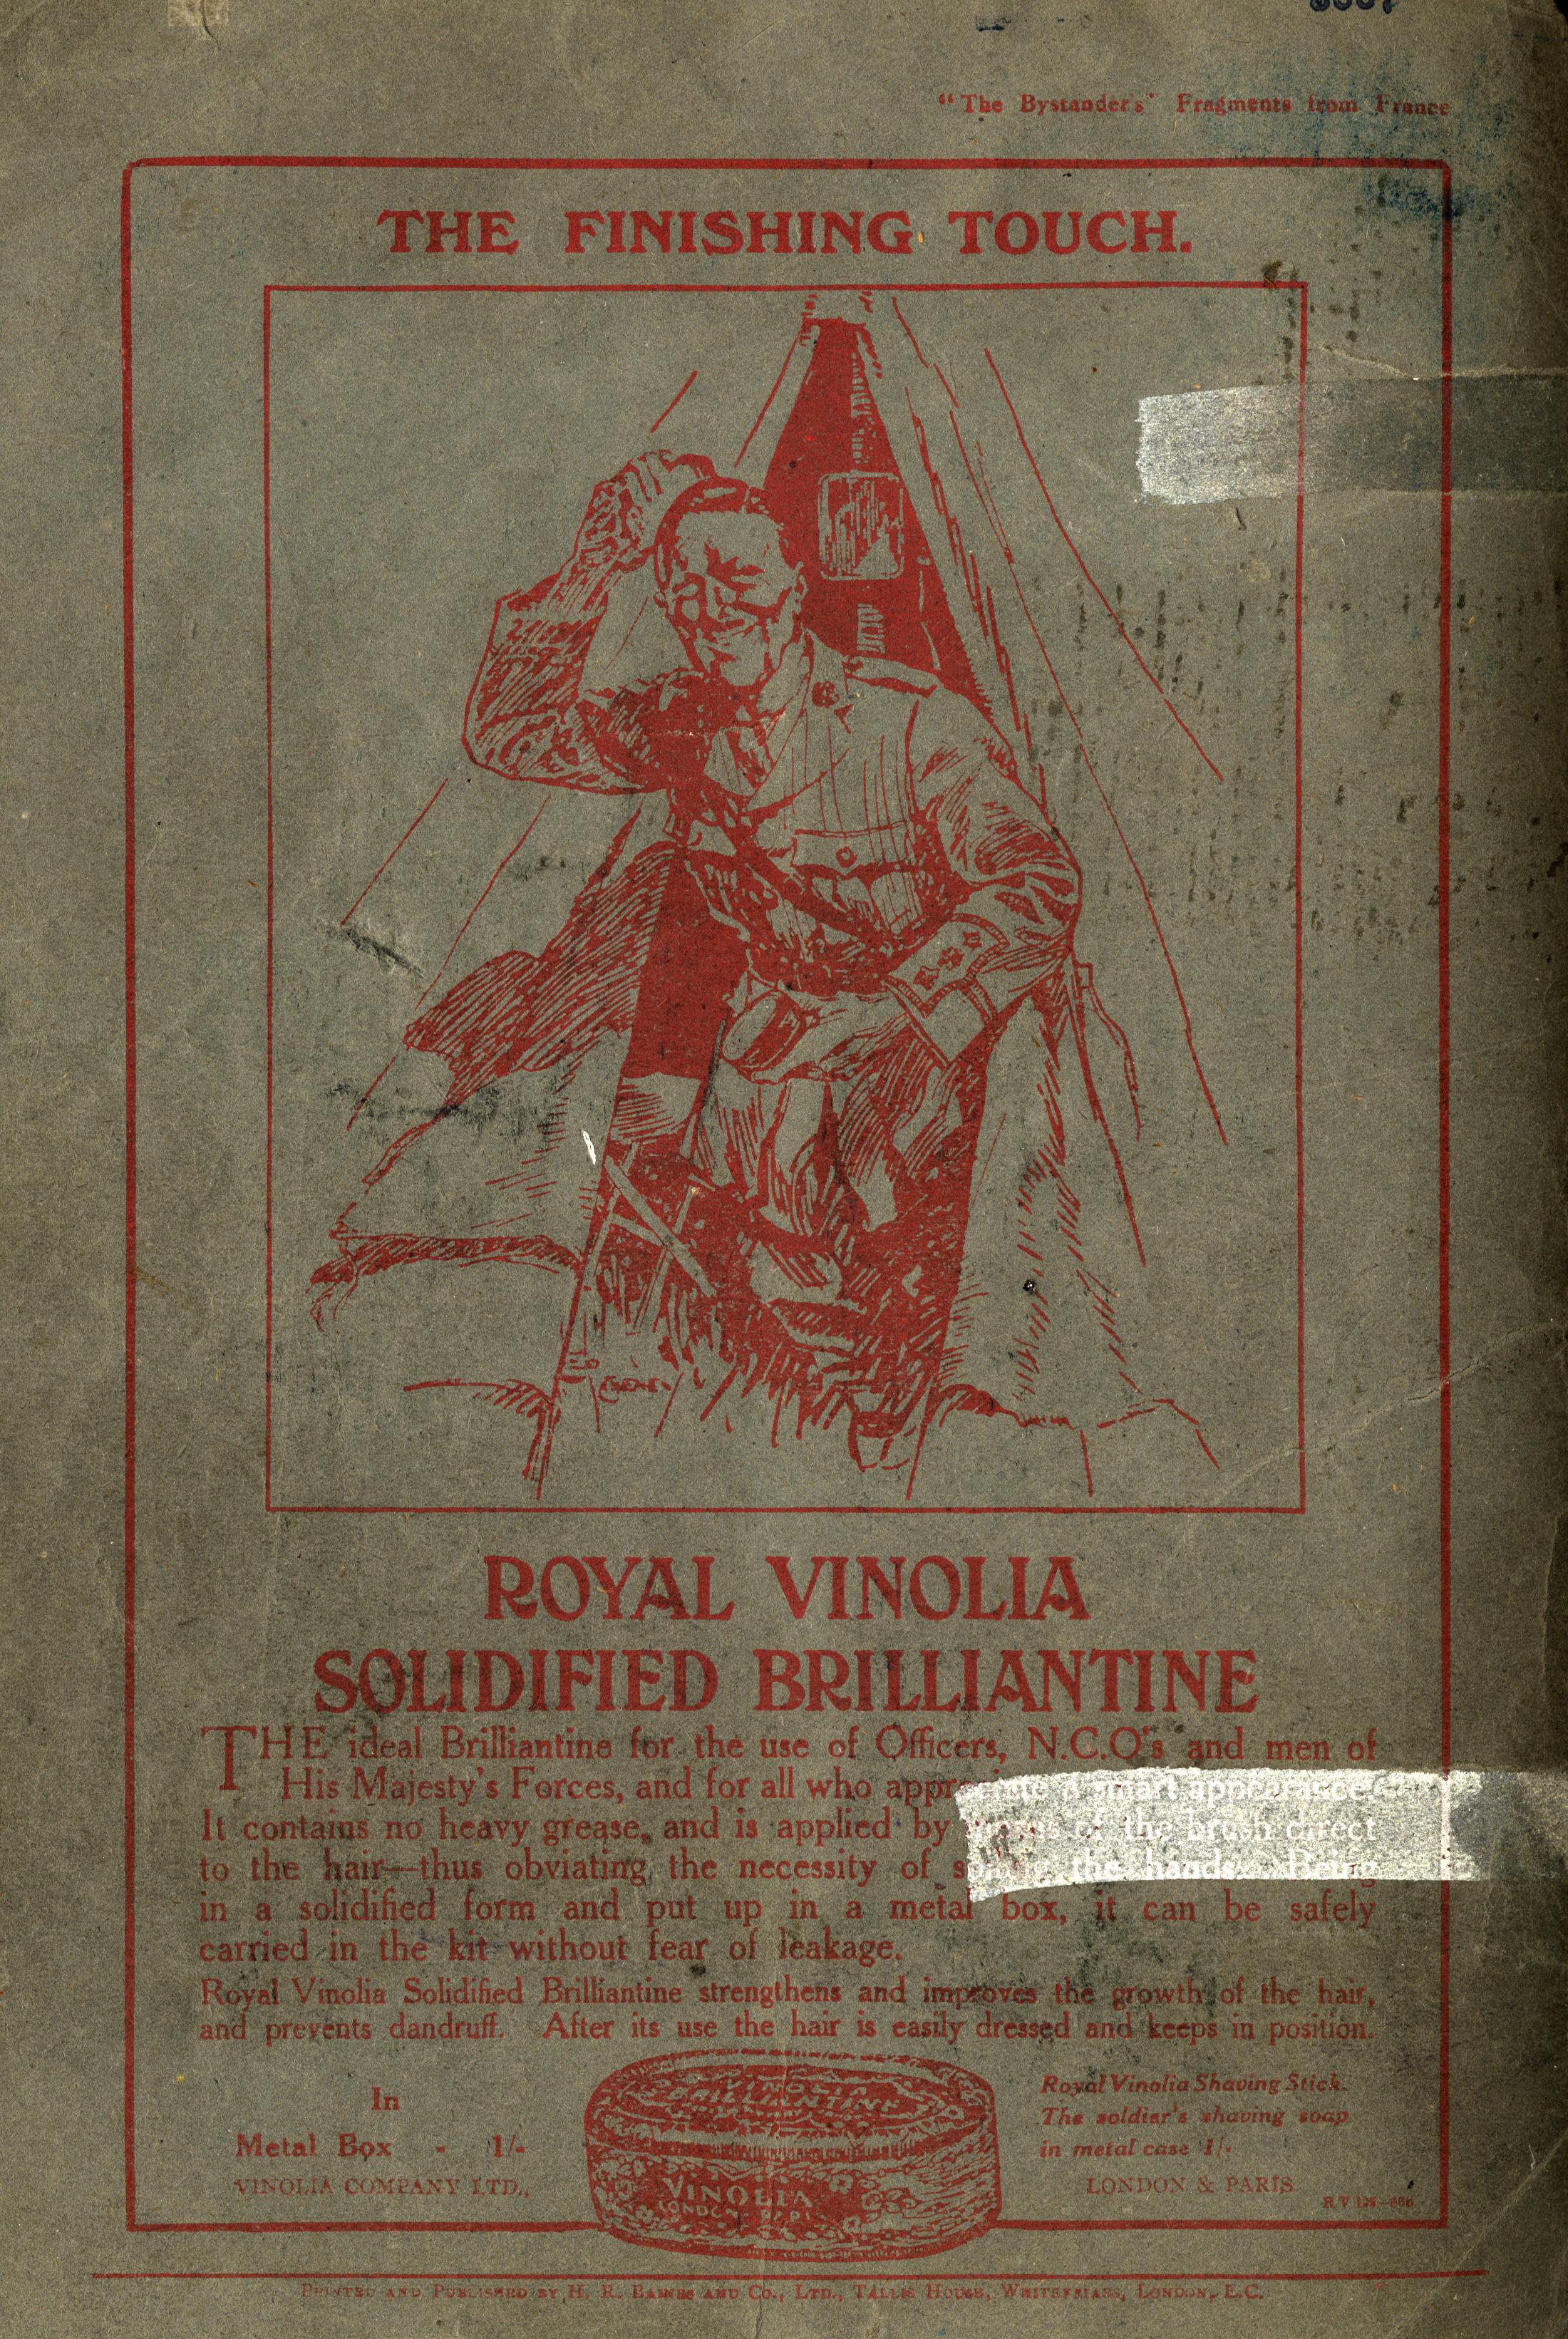 "The Bystander's" Fragments from France
THE FINISHING TOUCH.
ROYAL VINOLIA
SOLIDIFIED BRILLIANTINE
THE ideal Brilliantine for the use of Officers, N.C.O's and men of
His Majesty's Forces, and for all who appreciate a smart appearance.
It contains no heavy grease, and is applied by means of the brush direct
to the hair—thus obviating the necessity of the hands. Being
in a solidified form and put up in a metal box, it can be safely
carried in the kit without fear of leakage.
Royal Vinolia Solidified Brilliantine strengthens and improves the growth of the hair,
and prevents dandruff. After its use the hair is easily dressed and keeps in position.
In
Metal Box - 1/-
VINOLIA COMPANY LTD.,
VINOLIA
BRILLIANTINE
VINOLIA
LONDON PARIS
Royal Vinolia Shaving Stick.
The soldier's shaving soap
in metal case 1/-
LONDON & PARIS
PRINTED AND PUBLISHED BY H. R. BAINES AND CO., LTD., TALLIS HOUSE, WHITEFRIARS, LONDON, E.C.